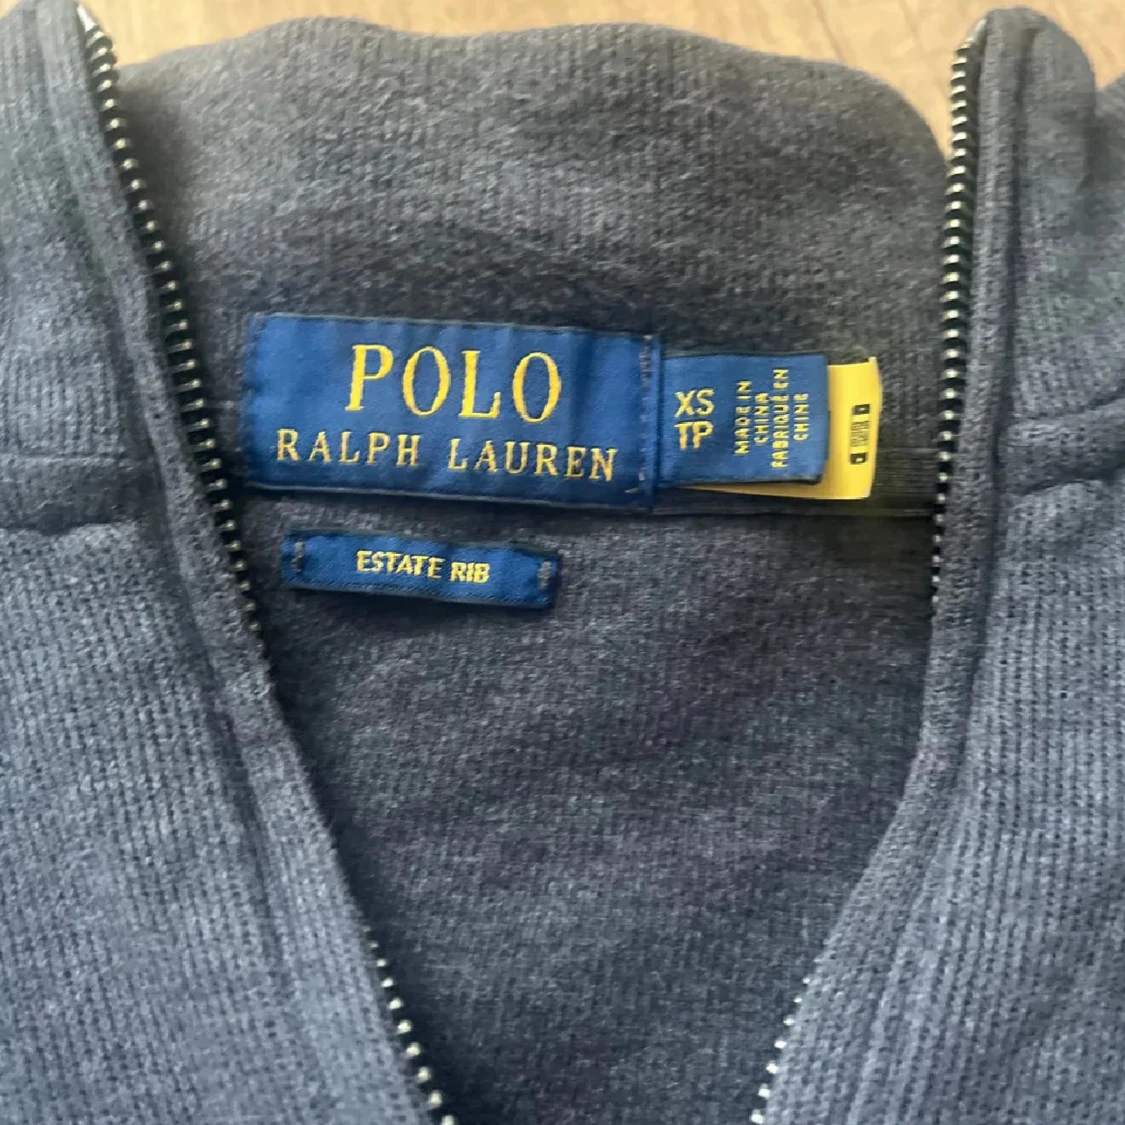 POLO
RALPH LAUREN
XS
TP
MADE IN
CHINA
FABRIQUÉ EN
CHINE
ESTATE RIB